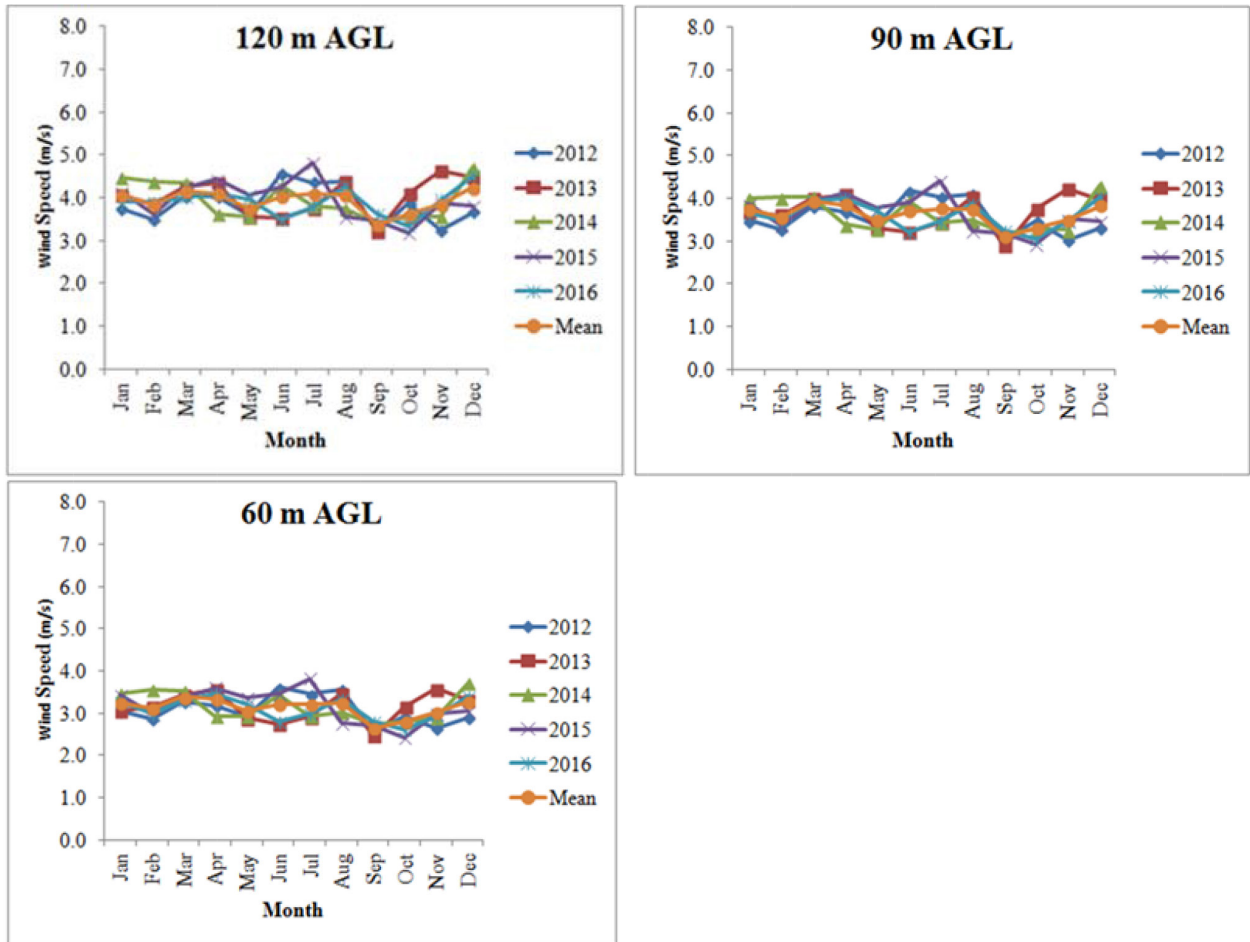 120 m AGL
8.0
7.0
6.0
5.0
4.0
3.0
2.0
1.0
0.0
Wind Speed (m/s)
Jan Feb Mar Apr May Jun Jul Aug Sep Oct Nov Dec
Month
2012
2013
2014
2015
2016
Mean
90 m AGL
8.0
7.0
6.0
5.0
4.0
3.0
2.0
1.0
0.0
Wind Speed (m/s)
Jan Feb Mar Apr May Jun Jul Aug Sep Oct Nov Dec
Month
2012
2013
2014
2015
2016
Mean
60 m AGL
8.0
7.0
6.0
5.0
4.0
3.0
2.0
1.0
0.0
Wind Speed (m/s)
Jan Feb Mar Apr May Jun Jul Aug Sep Oct Nov Dec
Month
2012
2013
2014
2015
2016
Mean